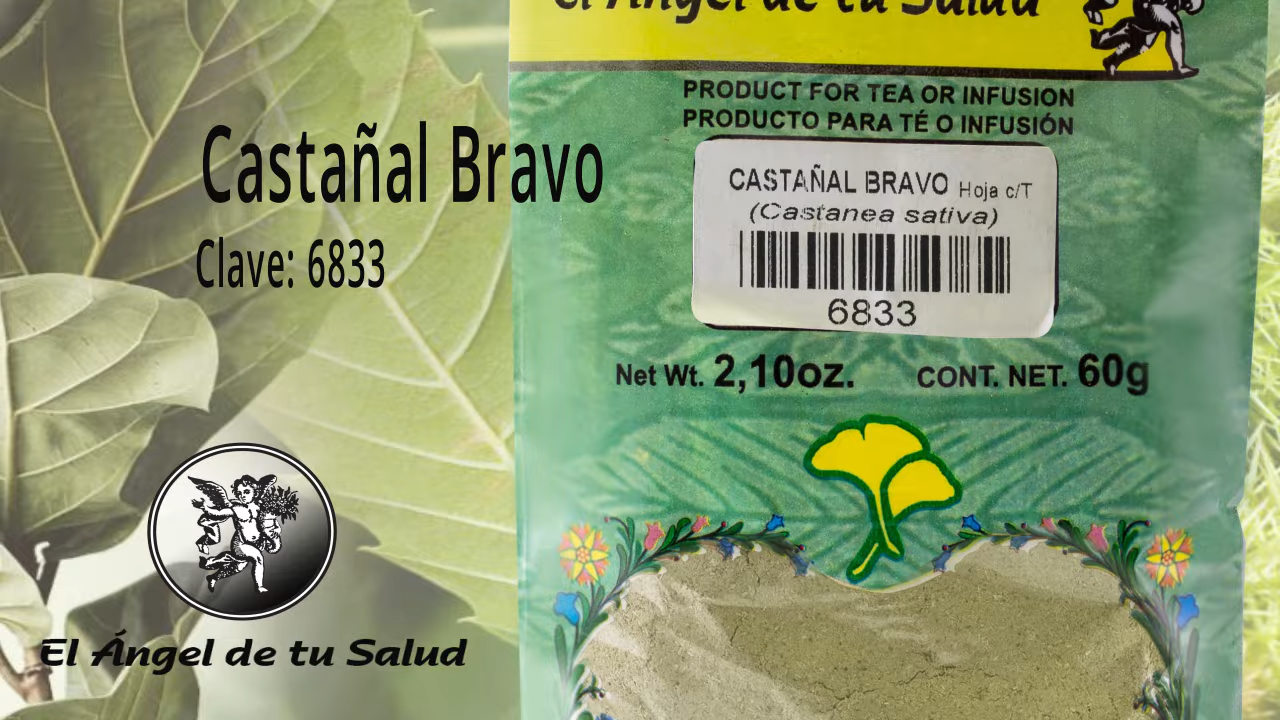 El Ángel de tu Salud
PRODUCT FOR TEA OR INFUSION
PRODUCTO PARA TÉ O INFUSIÓN
CASTAÑAL BRAVO Hoja c/T
(Castanea sativa)
6833
Net Wt. 2,10oz. CONT. NET. 60g
Castañal Bravo
Clave: 6833
El Ángel de tu Salud